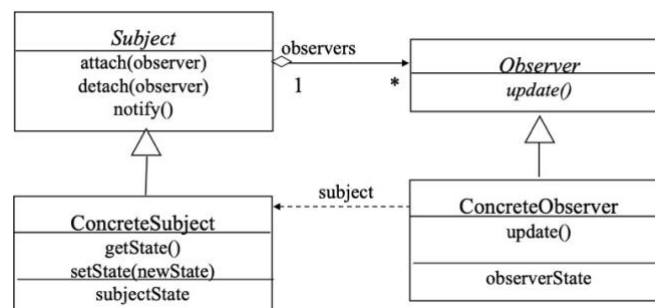 Subject
attach(observer)
detach(observer)
notify()
observers
1
*
Observer
update()
subject
ConcreteSubject
getState()
setState(newState)
subjectState
ConcreteObserver
update()
observerState